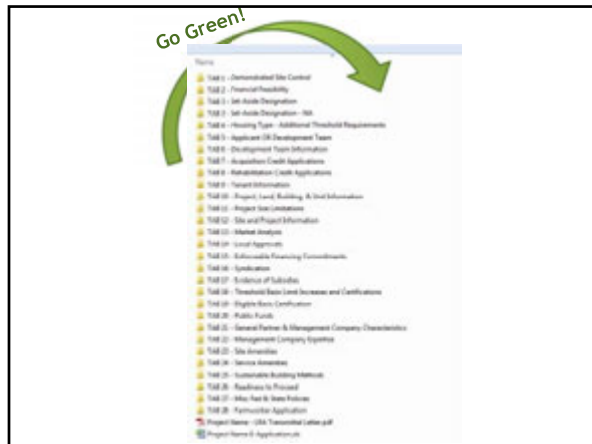 Go Green!
Name
TAB 1 - Demonstrated Site Control
TAB 2 - Financial Feasibility
TAB 3 - Set-Aside Designation
TAB 3 - Set-Aside Designation - NA
TAB 4 - Housing Type - Additional Threshold Requirements
TAB 5 - Applicant OR Development Team
TAB 6 - Development Team Information
TAB 7 - Acquisition Credit Applications
TAB 8 - Rehabilitation Credit Applications
TAB 9 - Tenant Information
TAB 10 - Project, Land, Building, & Unit Information
TAB 11 - Project Size Limitations
TAB 12 - Site and Project Information
TAB 13 - Market Analysis
TAB 14 - Local Approvals
TAB 15 - Enforceable Financing Commitments
TAB 16 - Syndication
TAB 17 - Evidence of Subsidies
TAB 18 - Threshold Basis Limit Increases and Certifications
TAB 19 - Eligible Basis Certification
TAB 20 - Public Funds
TAB 21 - General Partner & Management Company Characteristics
TAB 22 - Management Company Expertise
TAB 23 - Site Amenities
TAB 24 - Service Amenities
TAB 25 - Sustainable Building Methods
TAB 26 - Readiness to Proceed
TAB 27 - Misc Fed & State Policies
TAB 28 - Farmworker Application
Project Name - LRA Transmittal Letter.pdf
Project Name E-Application.xls